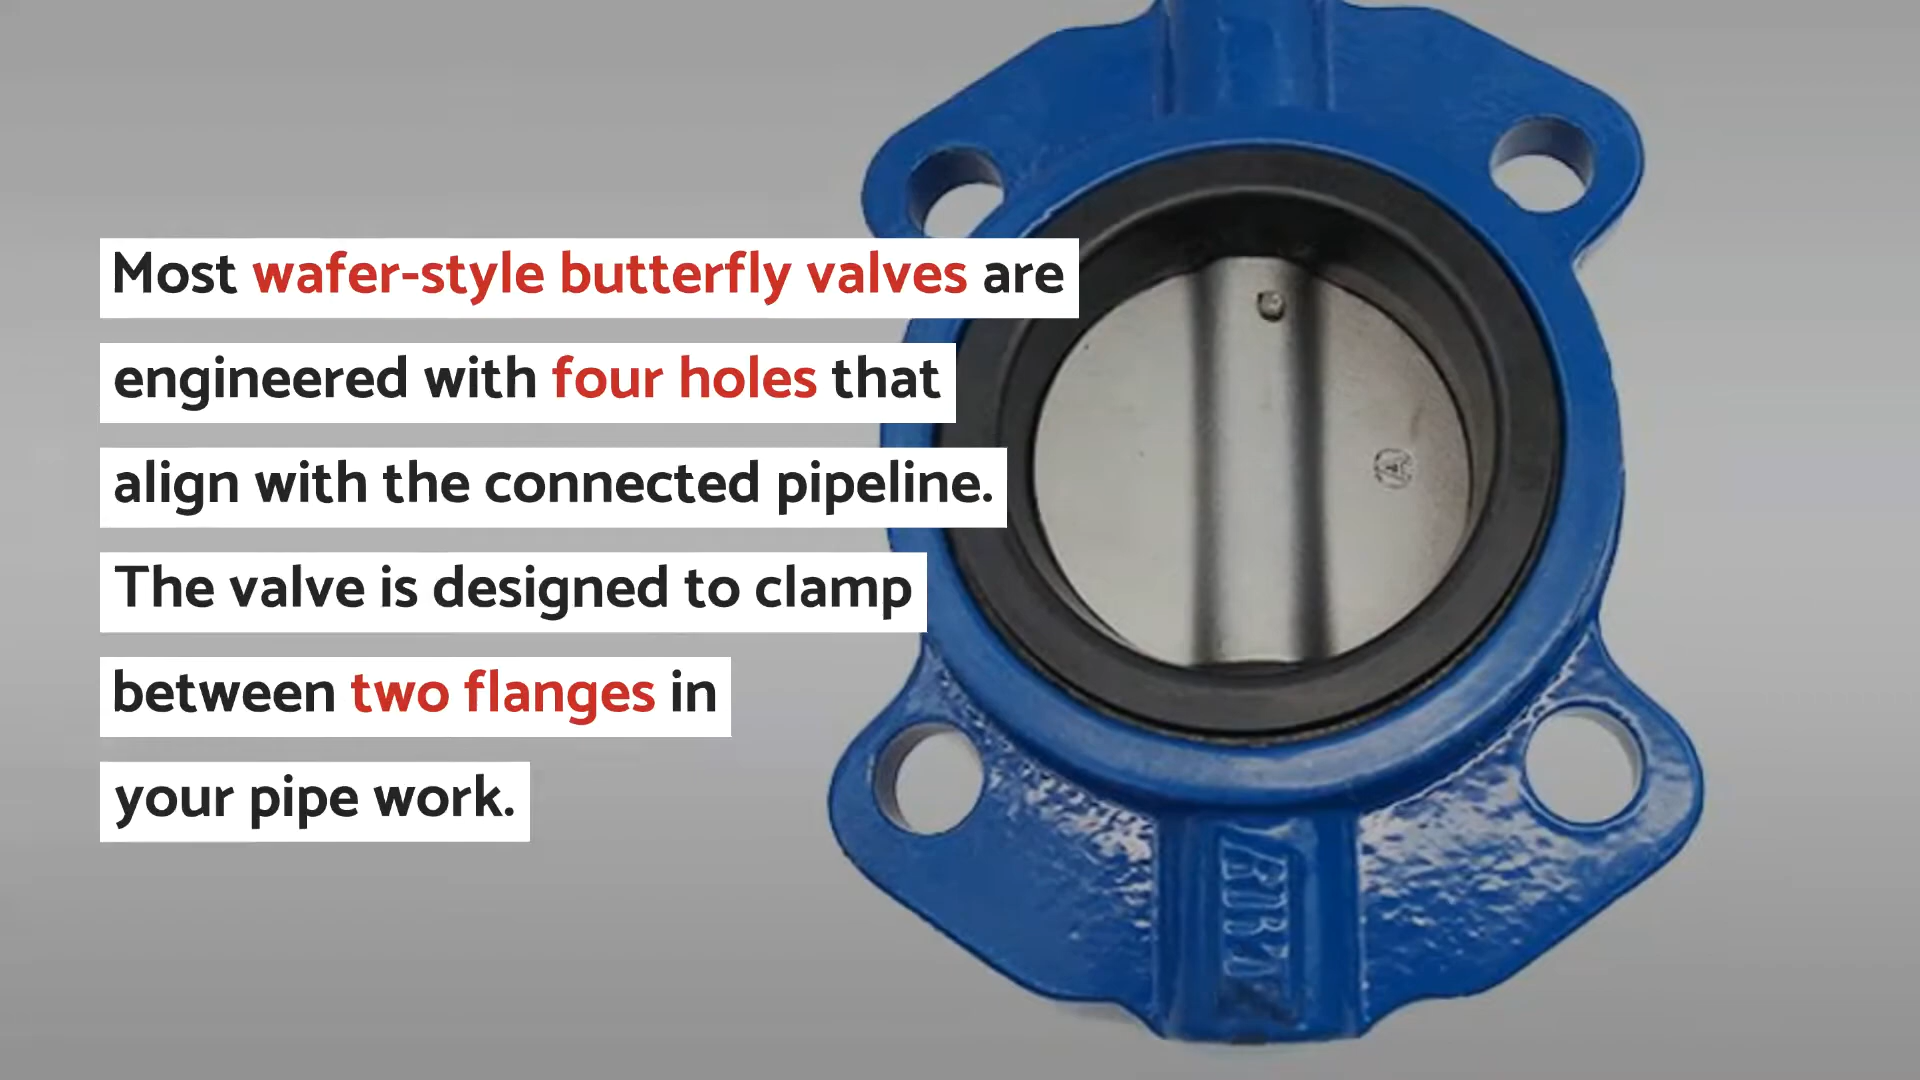 Most wafer-style butterfly valves are
engineered with four holes that
align with the connected pipeline.
The valve is designed to clamp
between two flanges in
your pipe work.